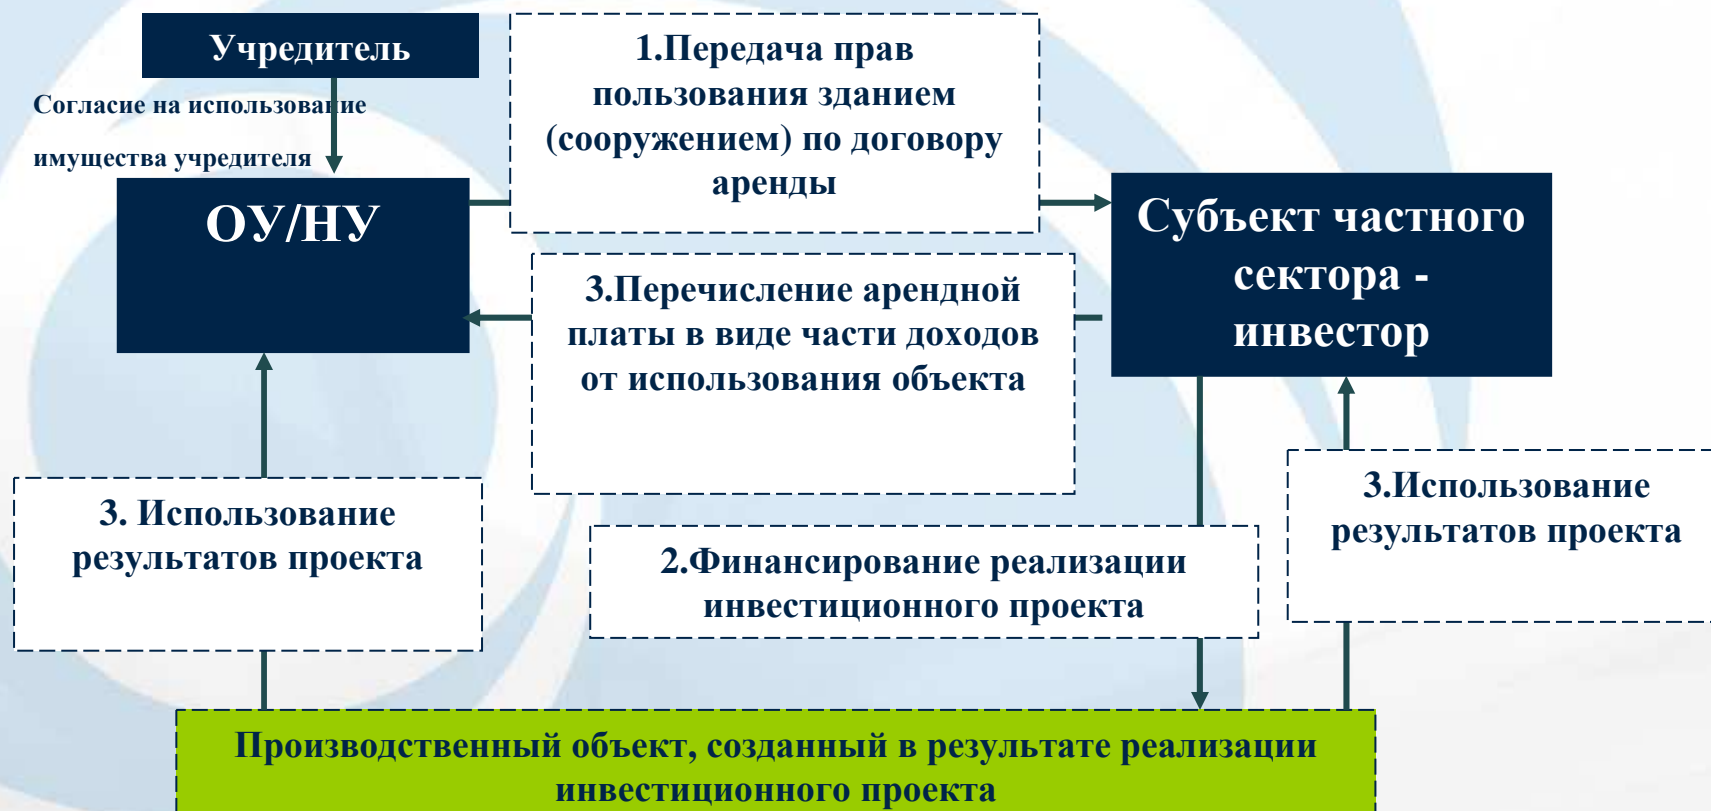 Учредитель
Согласие на использование
имущества учредителя
ОУ/НУ
1.Передача прав
пользования зданием
(сооружением) по договору
аренды
Субъект частного
сектора -
инвестор
3.Перечисление арендной
платы в виде части доходов
от использования объекта
3. Использование
результатов проекта
2.Финансирование реализации
инвестиционного проекта
3.Использование
результатов проекта
Производственный объект, созданный в результате реализации
инвестиционного проекта